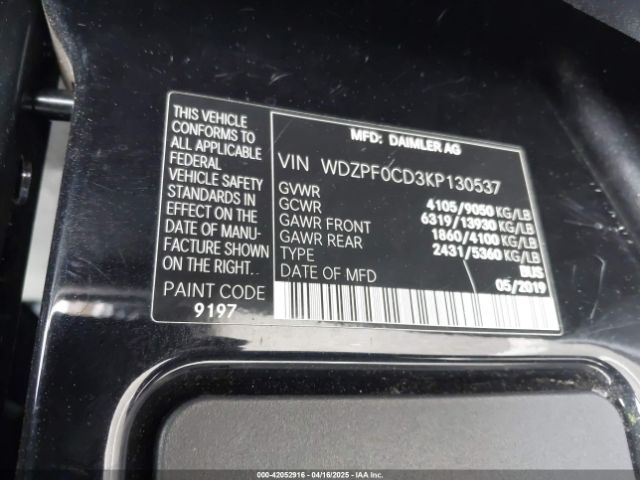 THIS VEHICLE
CONFORMS TO
ALL APPLICABLE
FEDERAL
VEHICLE SAFETY
STANDARDS IN
EFFECT ON THE
DATE OF MANU-
FACTURE SHOWN
ON THE RIGHT.
PAINT CODE
9197
MFD: DAIMLER AG
VIN WDZPF0CD3KP130537
GVWR 4105/9050 KG/LB
GCWR 6319/13930 KG/LB
GAWR FRONT 1860/4100 KG/LB
GAWR REAR 2431/5360 KG/LB
TYPE BUS
DATE OF MFD 05/2019
000-42052916 - 04/16/2025 - IAAI.COM